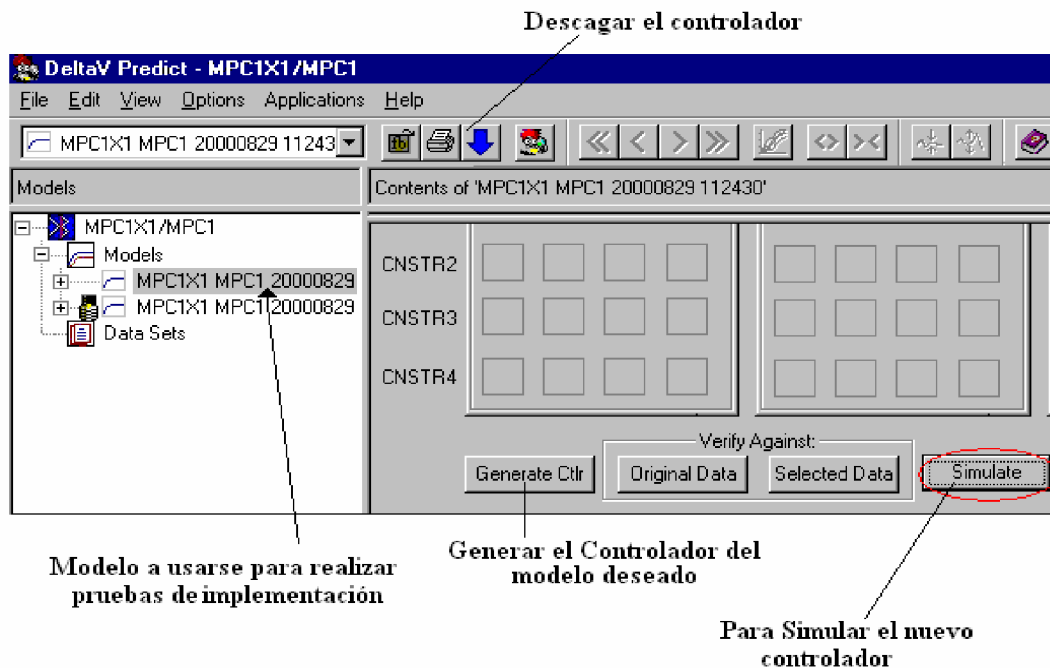 Descagar el controlador
DeltaV Predict - MPC1X1/MPC1
File Edit View Options Applications Help
MPC1X1 MPC1 20000829 11243
fb
Models
Contents of 'MPC1X1 MPC1 20000829 112430'
MPC1X1/MPC1
Models
MPC1X1 MPC1 20000829
MPC1X1 MPC1 20000829
Data Sets
CNSTR2
CNSTR3
CNSTR4
Verify Against:
Generate Ctlr
Original Data
Selected Data
Simulate
Modelo a usarse para realizar
pruebas de implementación
Generar el Controlador del
modelo deseado
Para Simular el nuevo
controlador